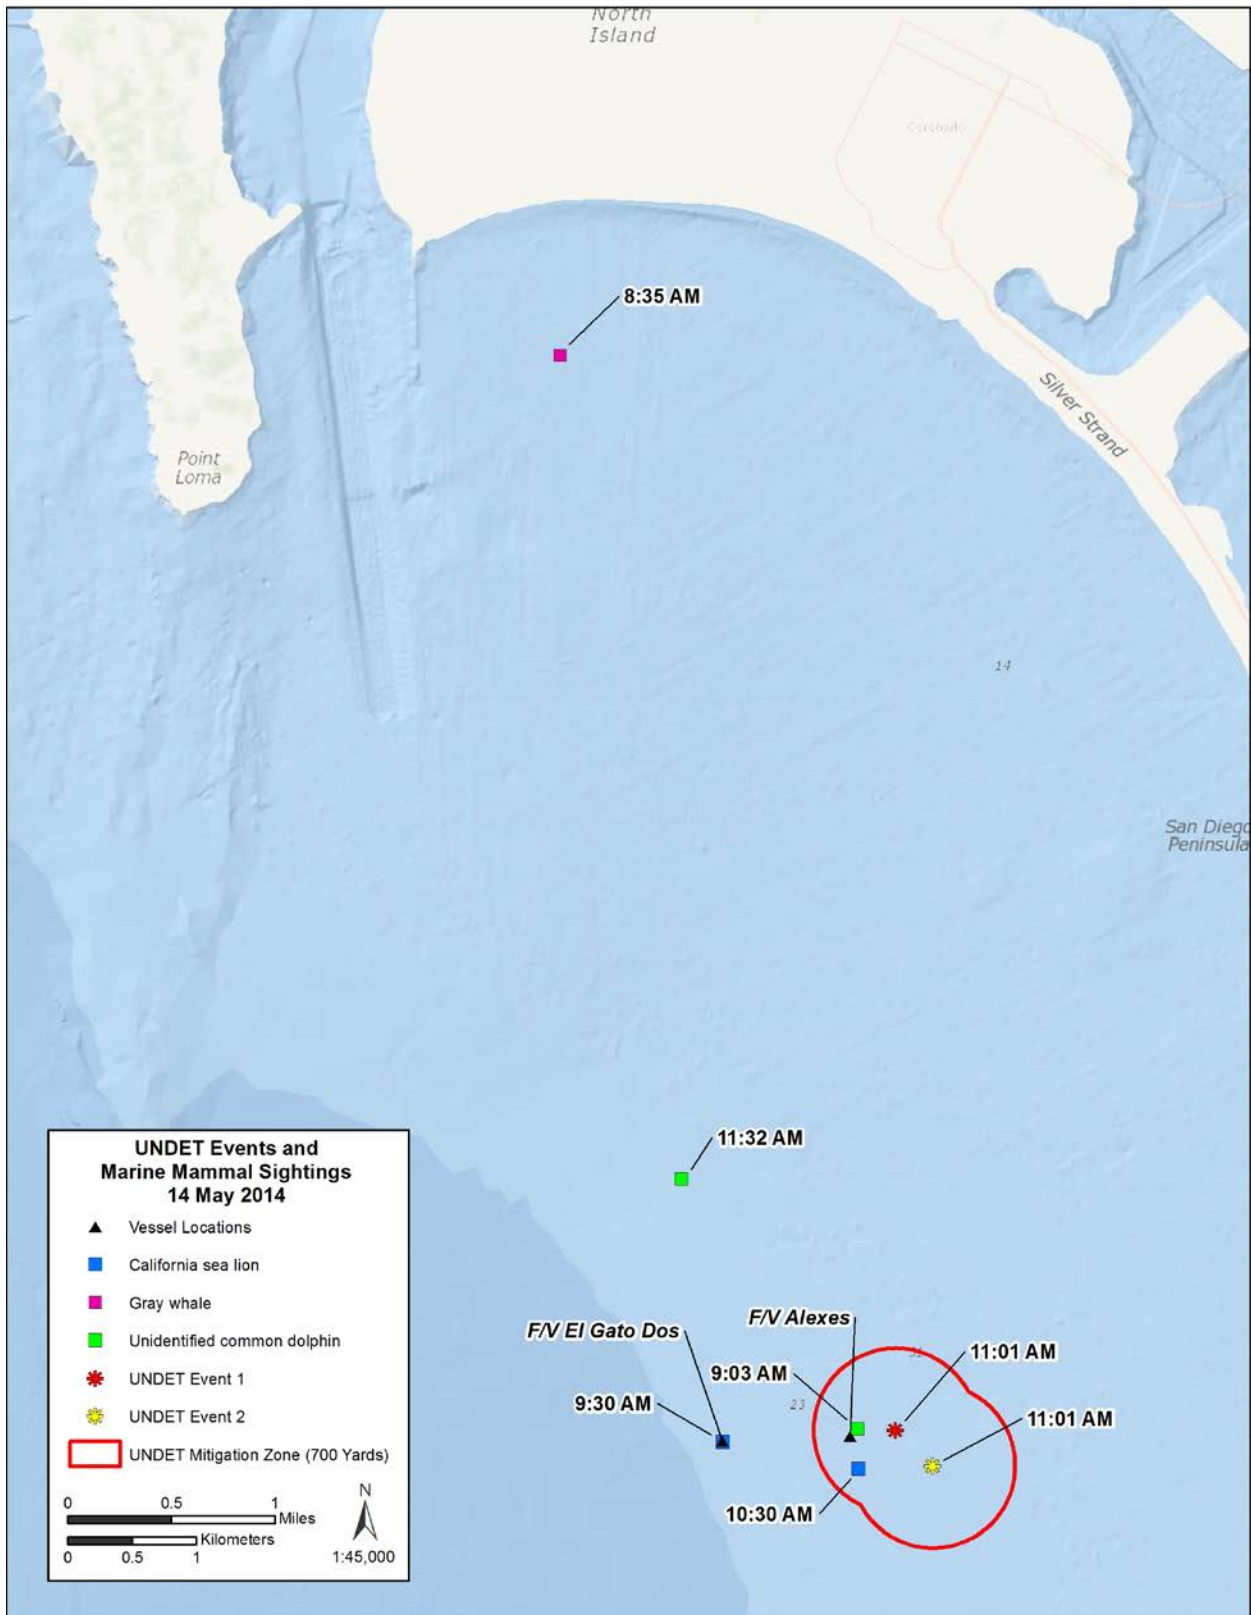 North
Island
Coronado
8:35 AM
Silver Strand
Point
Loma
14
San Diego
Peninsula
11:32 AM
F/V El Gato Dos
F/V Alexes
31
11:01 AM
9:03 AM
9:30 AM
23
11:01 AM
10:30 AM
UNDET Events and
Marine Mammal Sightings
14 May 2014
Vessel Locations
California sea lion
Gray whale
Unidentified common dolphin
UNDET Event 1
UNDET Event 2
UNDET Mitigation Zone (700 Yards)
0 0.5 1
Miles
Kilometers
0 0.5 1
N
1:45,000